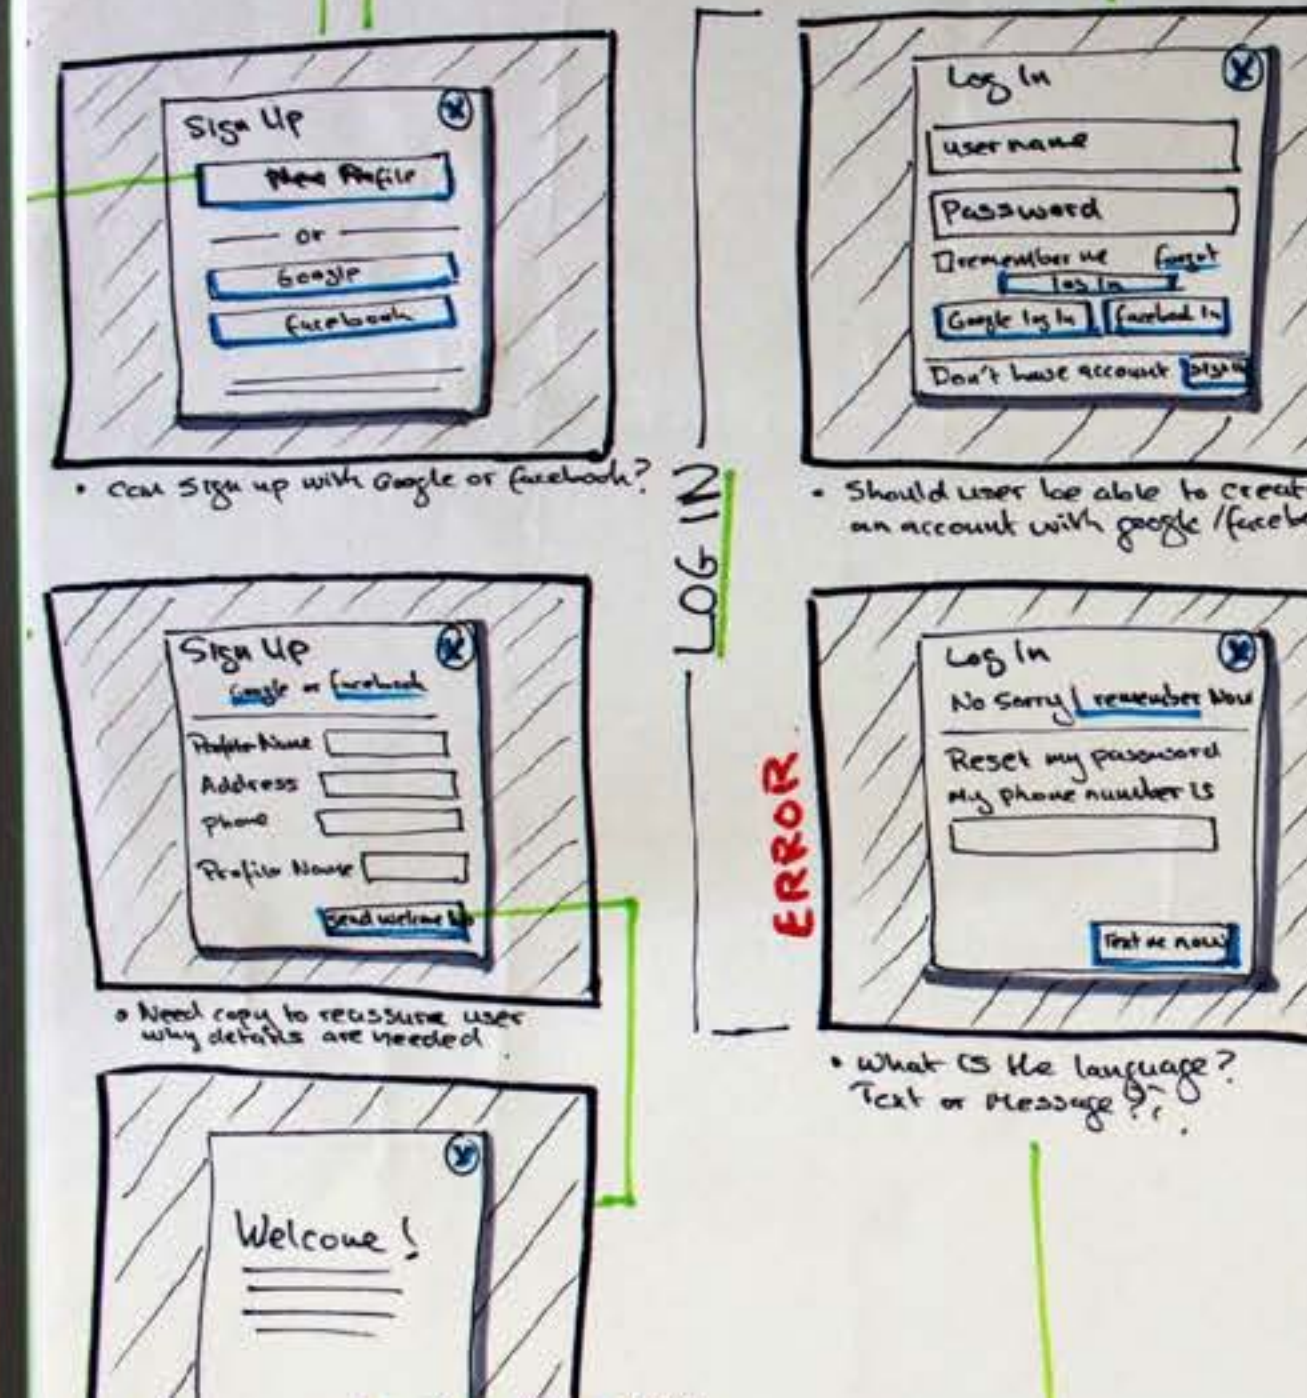 Sign Up
Profile
or
Google
facebook
• Can sign up with Google or facebook?
Sign Up
Google or facebook
Profile Name
Address
Phone
Profile Name
Send welcome
• Need copy to reassure user
why details are needed
Welcome!
LOG IN
Log In
username
Password
remember me forgot
log in
Google log In facebook In
Don't have account
• Should user be able to creat
an account with google / faceb
ERROR
Log In
No Sorry I remember Now
Reset my password
My phone number is
Text me now
• What is the language?
Text or Message??